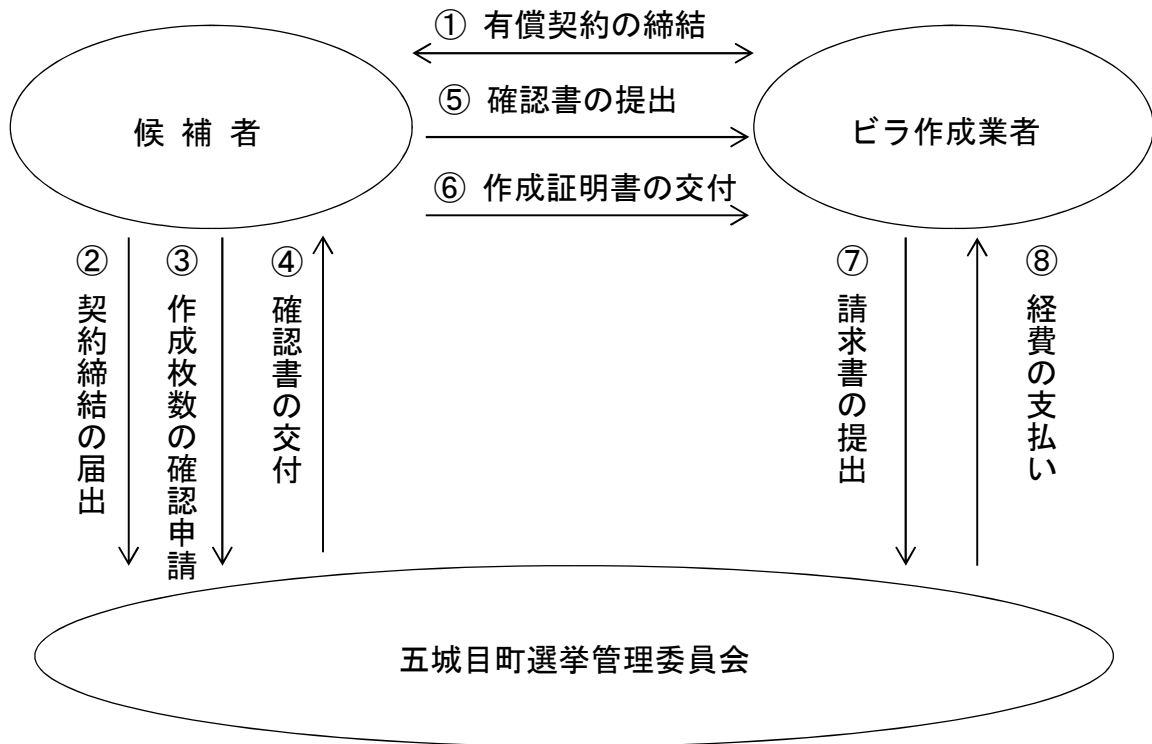 ① 有償契約の締結
候 補 者
⑤ 確認書の提出
ビラ作成業者
⑥ 作成証明書の交付
② 契約締結の届出
③ 作成枚数の確認申請
④ 確認書の交付
⑦ 請求書の提出
⑧ 経費の支払い
五城目町選挙管理委員会